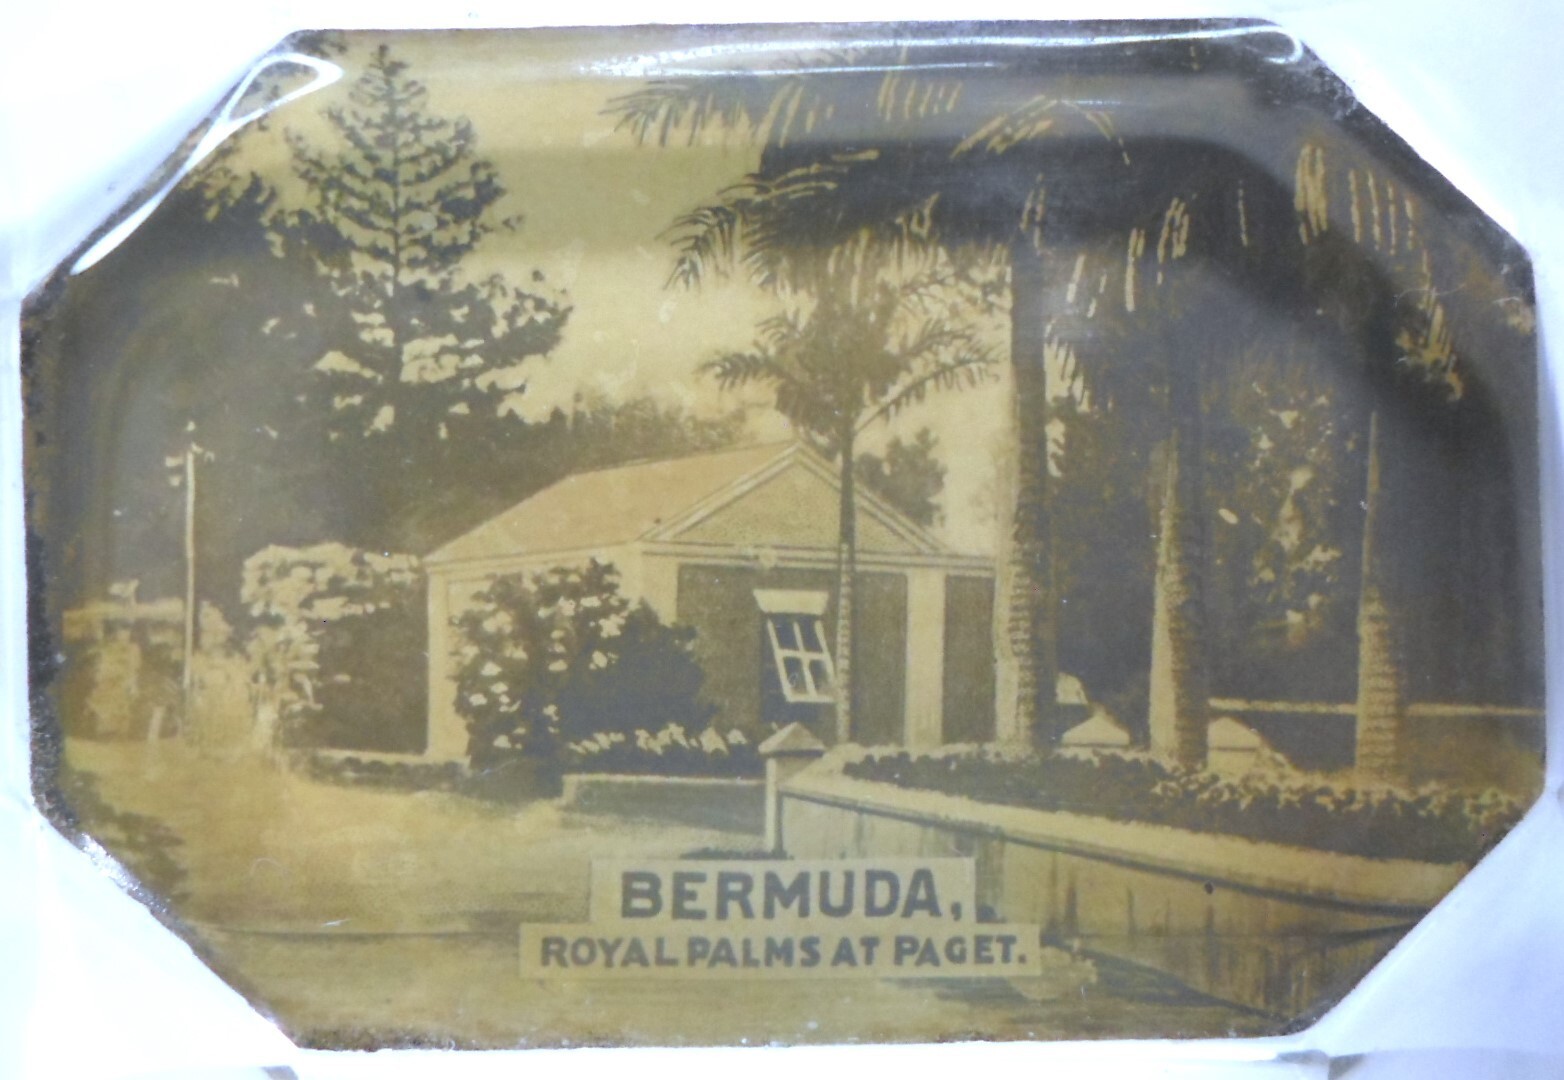 BERMUDA,
ROYAL PALMS AT PAGET.